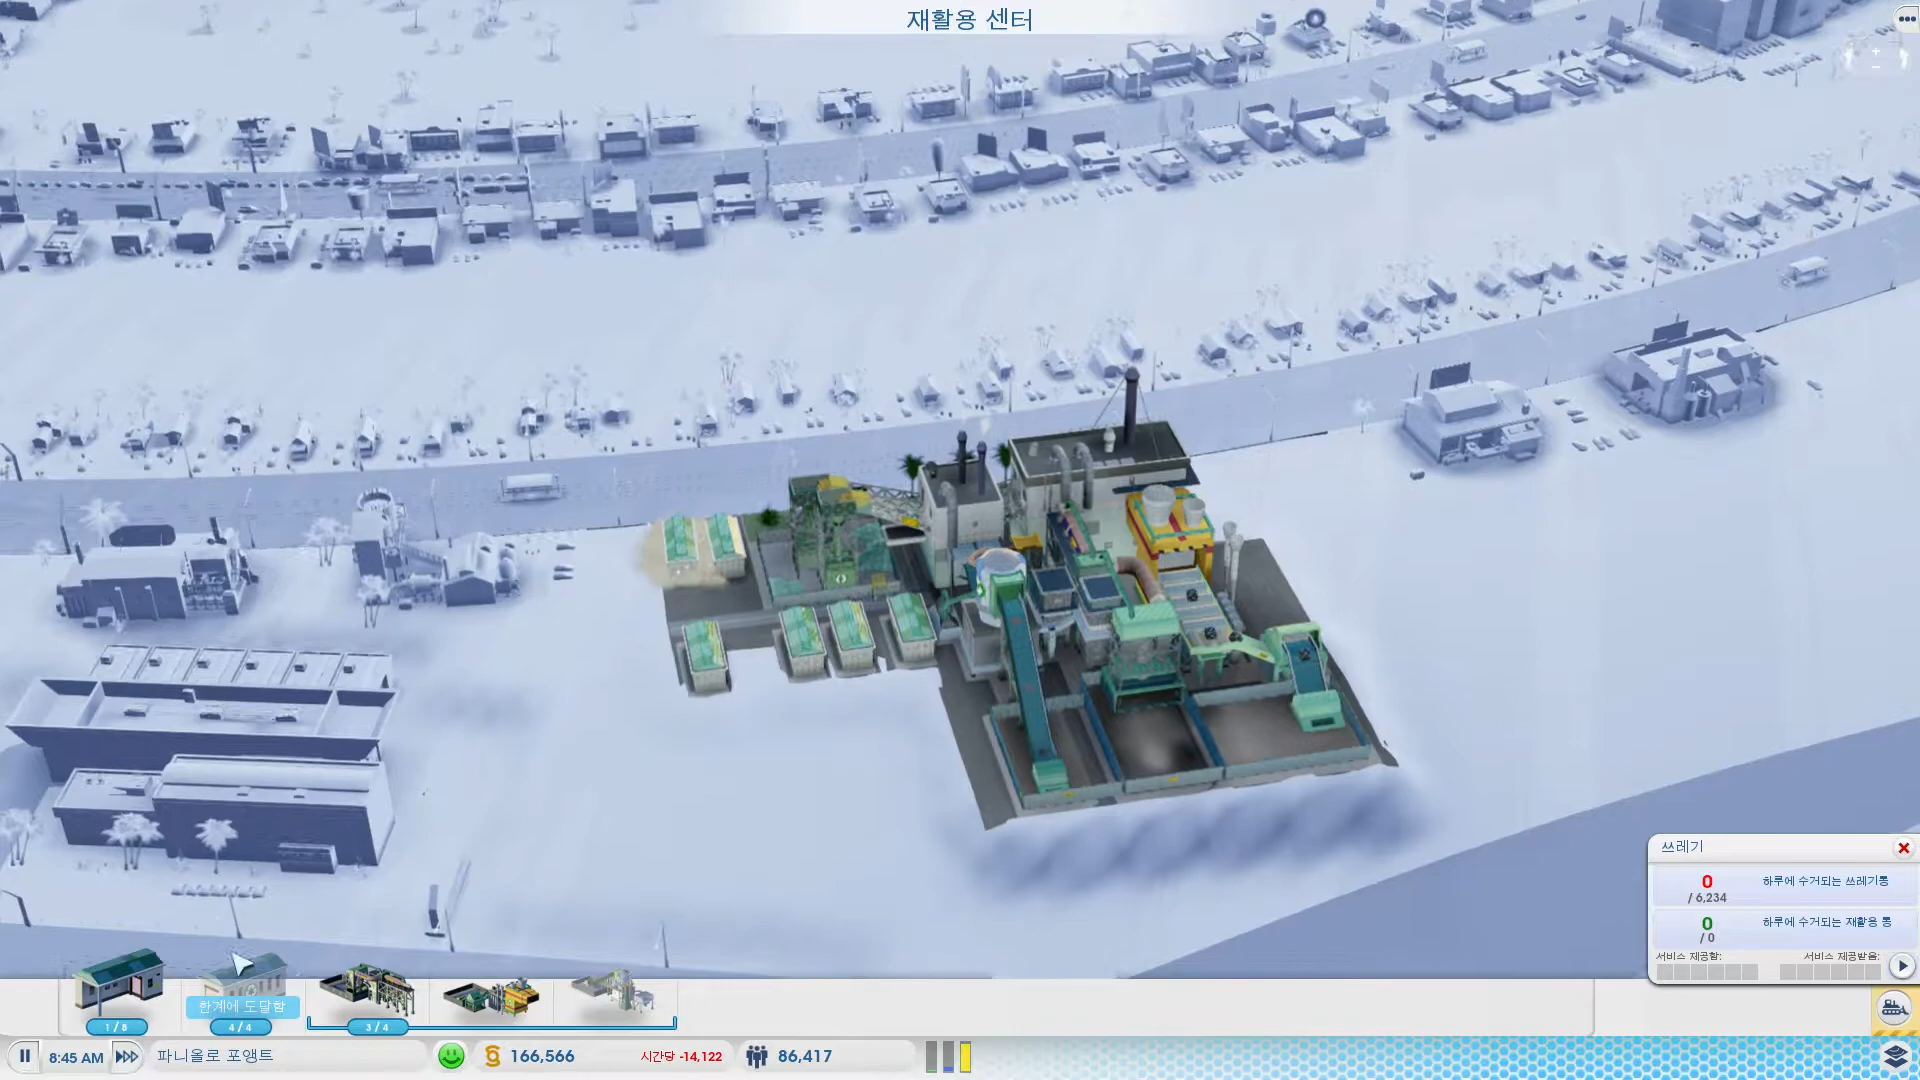 재활용 센터
쓰레기
0
/ 6,234
하루에 수거되는 쓰레기통
0
/ 0
하루에 수거되는 재활용 통
서비스 제공함:
서비스 제공받음:
한계에 도달함
1 / 8
4 / 4
3 / 4
8:45 AM
파니올로 포앵트
166,566
시간당 -14,122
86,417